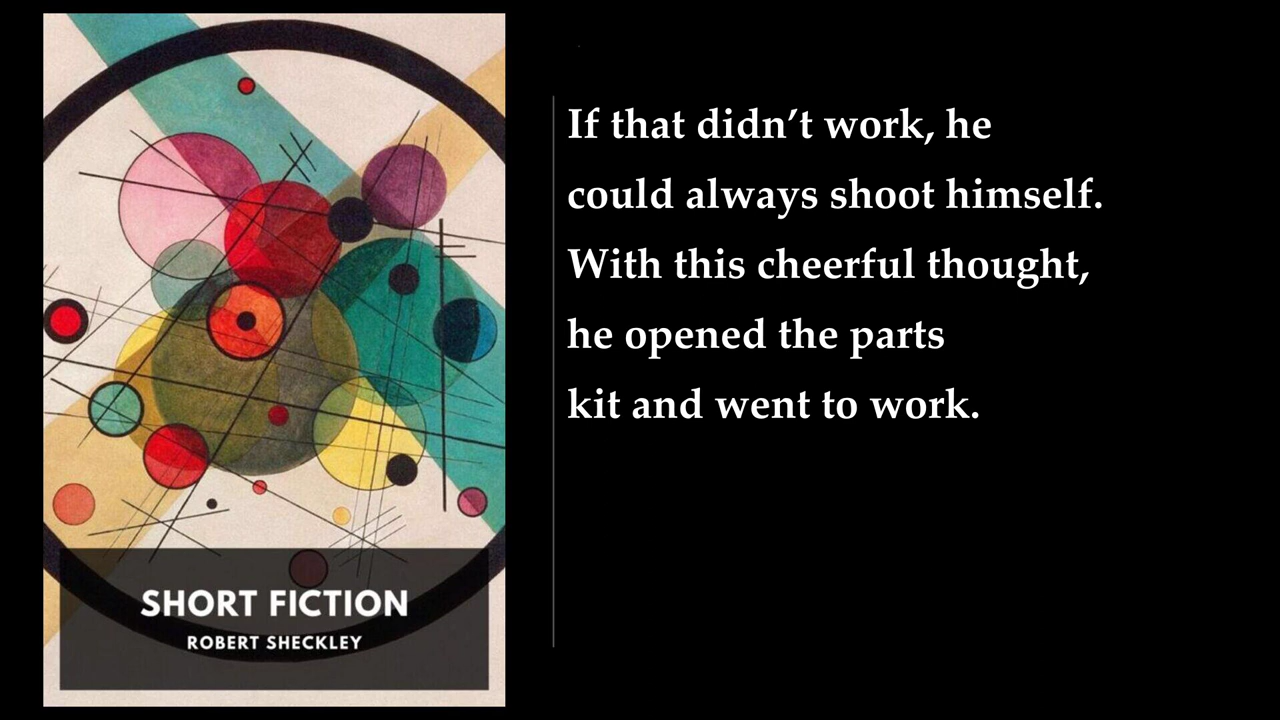 If that didn’t work, he
could always shoot himself.
With this cheerful thought,
he opened the parts
kit and went to work.
SHORT FICTION
ROBERT SHECKLEY